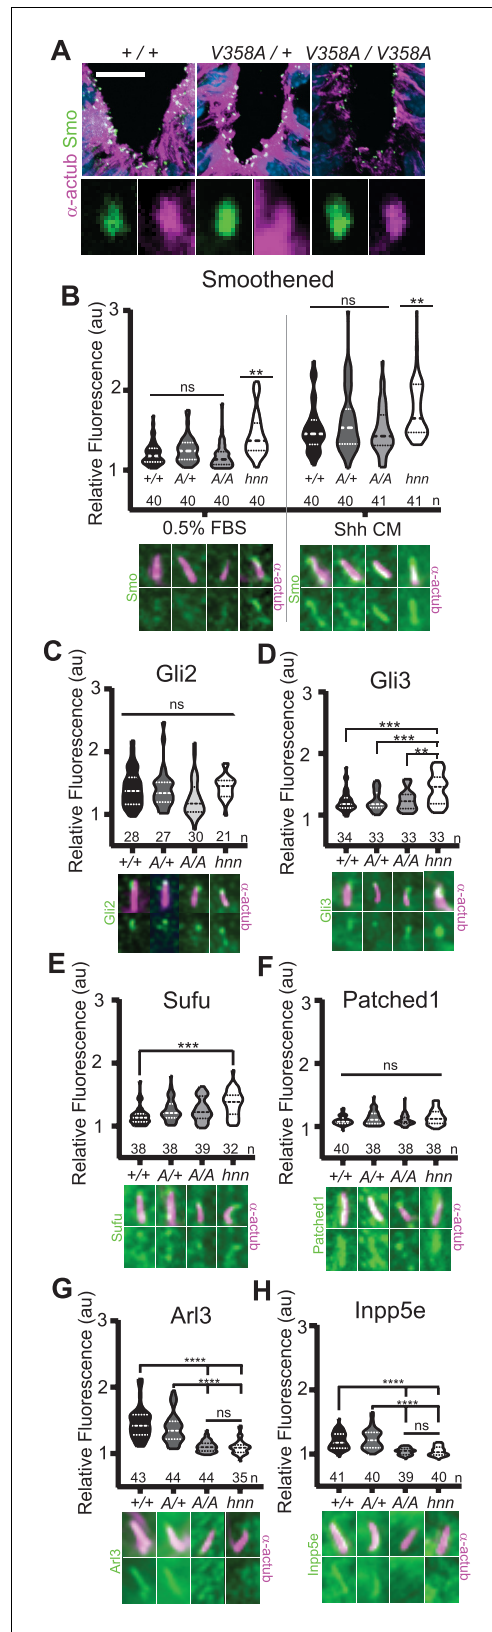 A
+ / +
V358A / +
V358A / V358A
α-actub Smo
Smoothened
B
Relative Fluorescence (au)
3
2
1
ns
**
ns
**
+/+ A/+ A/A hnn
+/+ A/+ A/A hnn
40 40 40 40
40 40 41 41 n
0.5% FBS
Shh CM
Smo
α-actub
Smo
α-actub
C
Gli2
Relative Fluorescence (au)
3
2
1
ns
28 27 30 21 n
+/+ A/+ A/A hnn
Gli2
α-actub
D
Gli3
Relative Fluorescence (au)
3
2
1
***
***
**
34 33 33 33 n
+/+ A/+ A/A hnn
Gli3
α-actub
E
Sufu
Relative Fluorescence (au)
3
2
1
***
38 38 39 32 n
+/+ A/+ A/A hnn
Sufu
α-actub
F
Patched1
Relative Fluorescence (au)
3
2
1
ns
40 38 38 38 n
+/+ A/+ A/A hnn
Patched1
α-actub
G
Arl3
Relative Fluorescence (au)
3
2
1
****
****
ns
43 44 44 35 n
+/+ A/+ A/A hnn
Arl3
α-actub
H
Inpp5e
Relative Fluorescence (au)
3
2
1
****
****
ns
41 40 39 40 n
+/+ A/+ A/A hnn
Inpp5e
α-actub